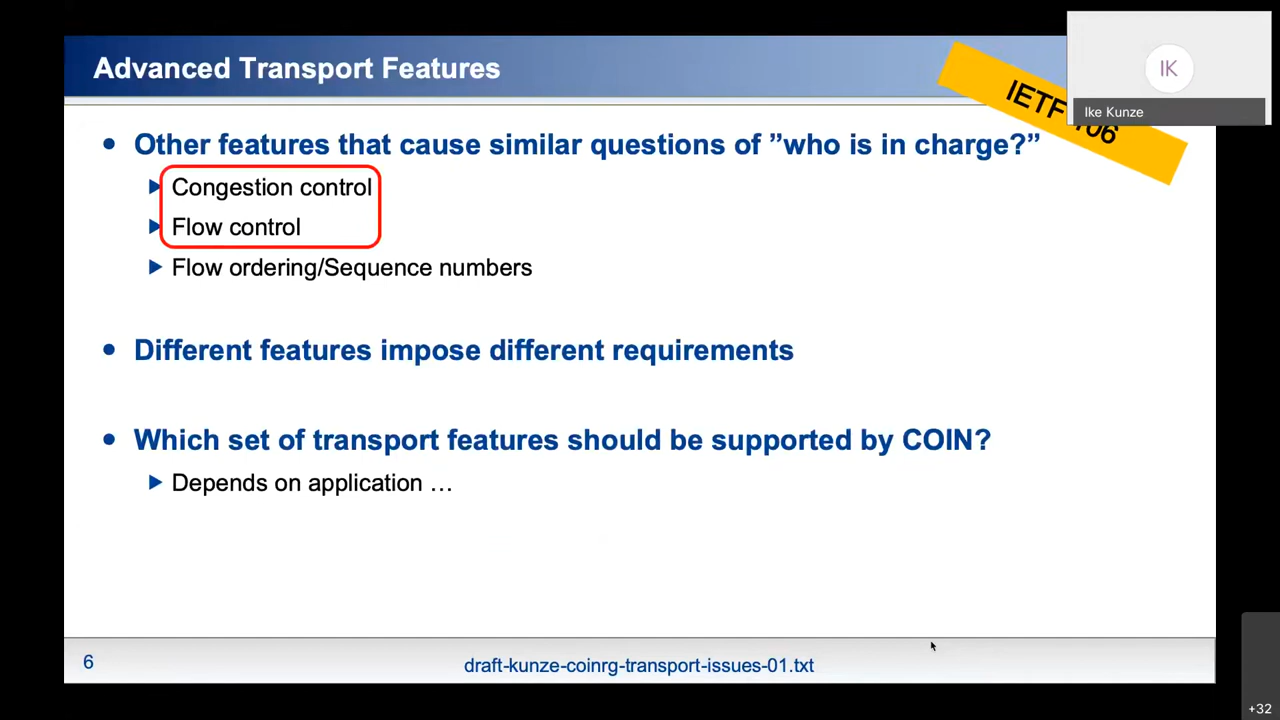 Advanced Transport Features
IETF 106
IK
Ike Kunze
Other features that cause similar questions of ”who is in charge?”
Congestion control
Flow control
Flow ordering/Sequence numbers
Different features impose different requirements
Which set of transport features should be supported by COIN?
Depends on application …
6
draft-kunze-coinrg-transport-issues-01.txt
+32